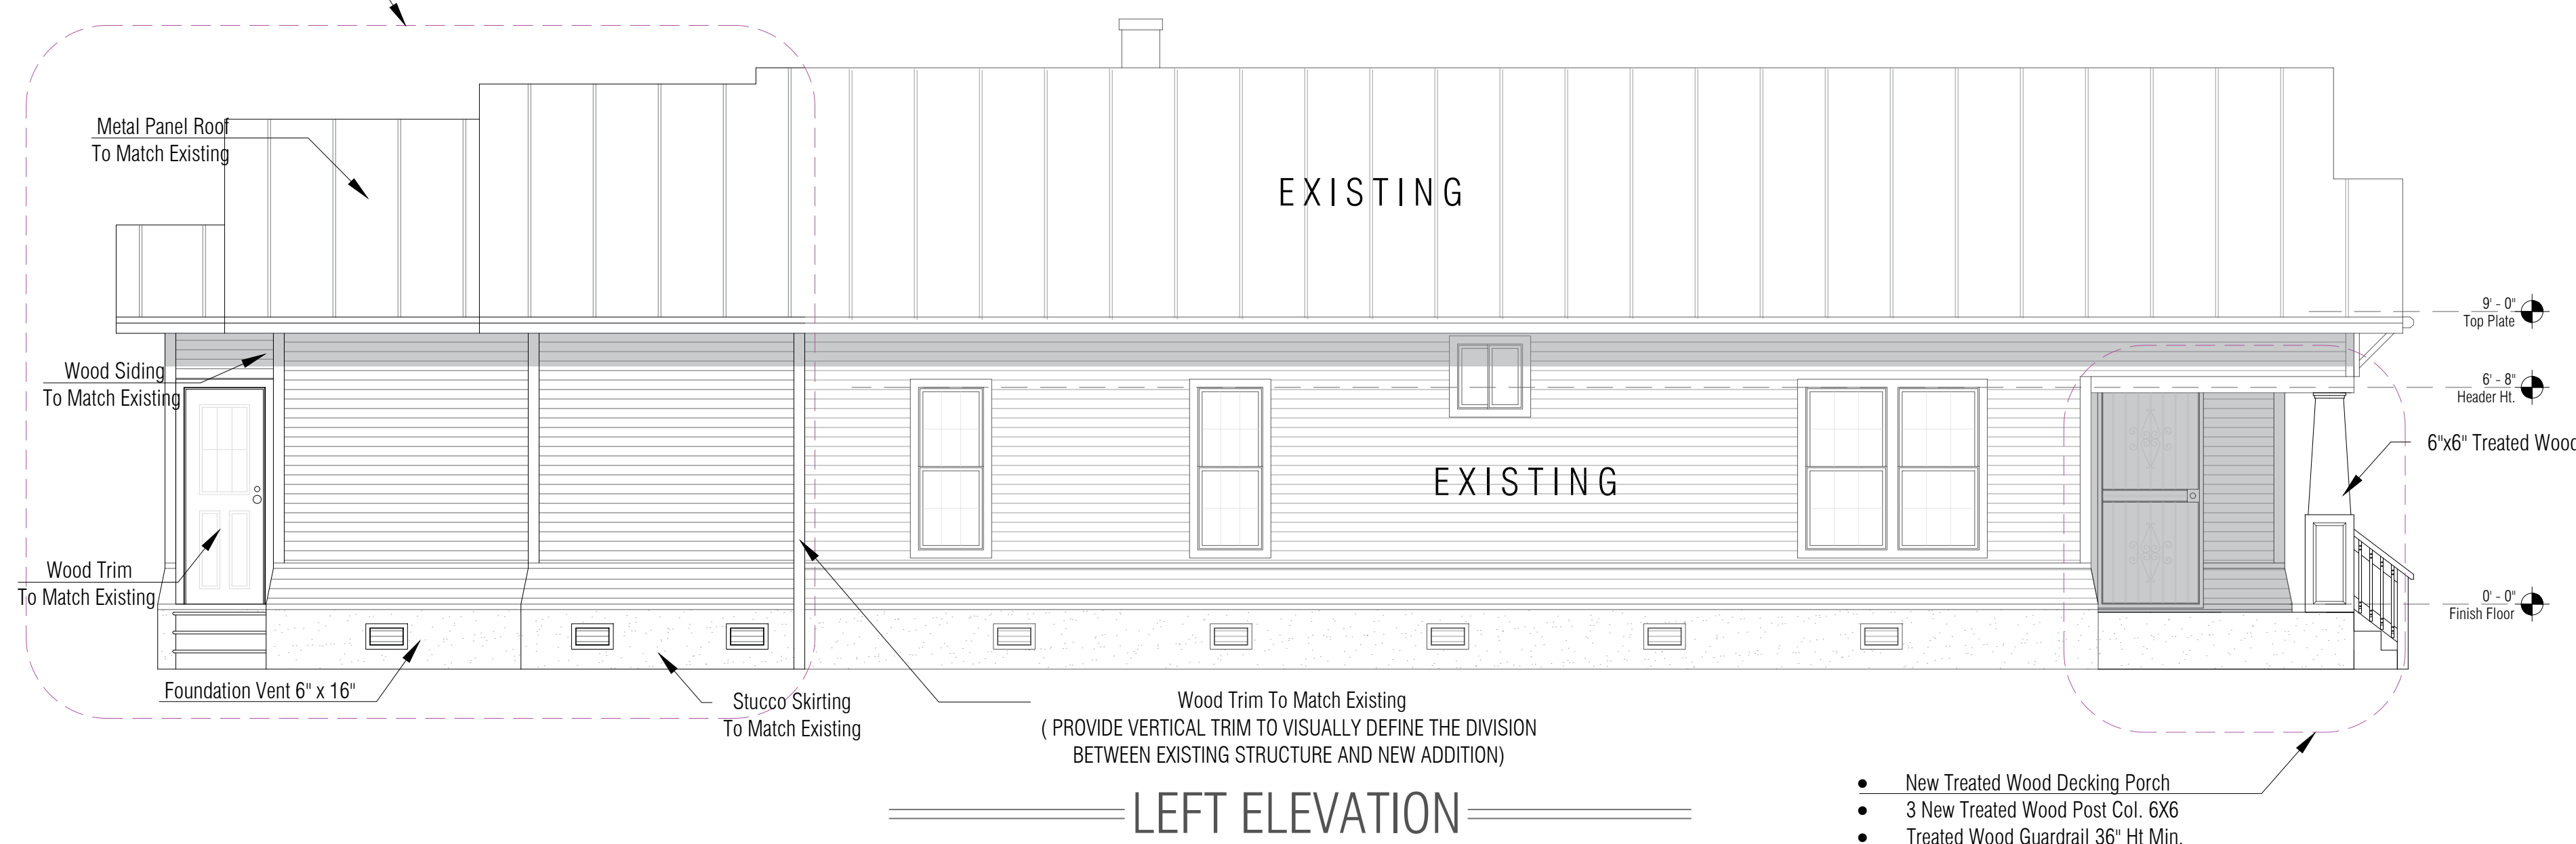 Metal Panel Roof
To Match Existing
EXISTING
9' - 0"
Top Plate
Wood Siding
To Match Existing
6' - 8"
Header Ht.
6"x6" Treated Wood
EXISTING
Wood Trim
To Match Existing
0' - 0"
Finish Floor
Foundation Vent 6" x 16"
Stucco Skirting
To Match Existing
Wood Trim To Match Existing
( PROVIDE VERTICAL TRIM TO VISUALLY DEFINE THE DIVISION
BETWEEN EXISTING STRUCTURE AND NEW ADDITION)
LEFT ELEVATION
• New Treated Wood Decking Porch
• 3 New Treated Wood Post Col. 6X6
• Treated Wood Guardrail 36" Ht Min.